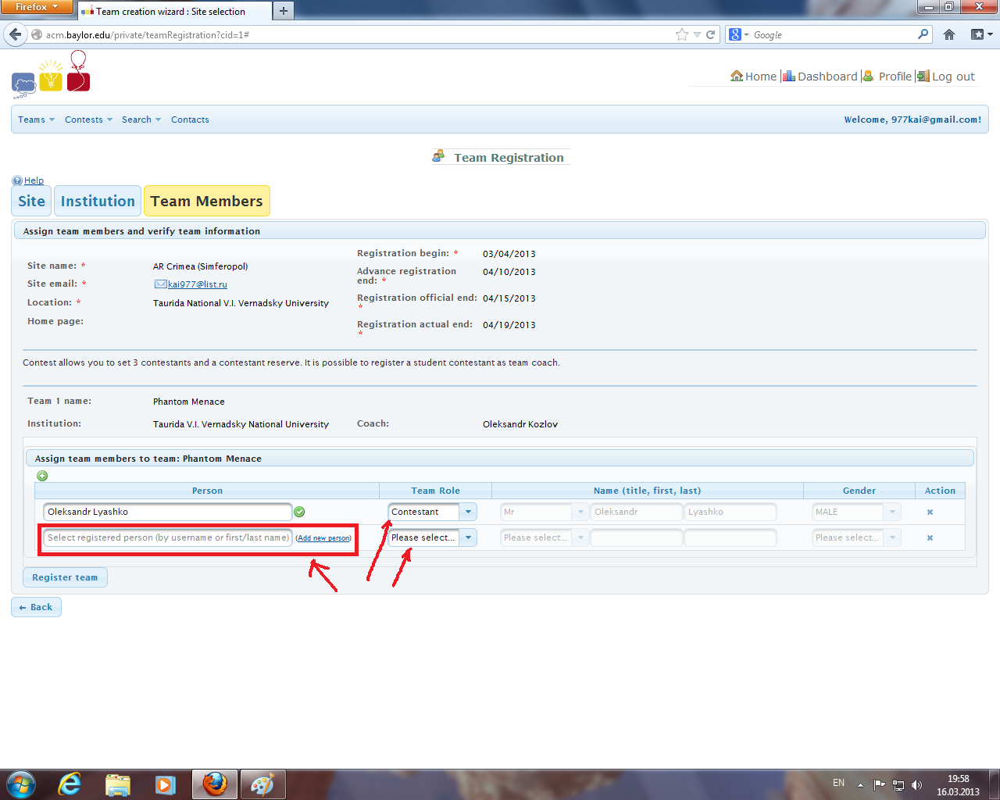 Firefox
Team creation wizard : Site selection
acm.baylor.edu/private/teamRegistration?cid=1#
Google
Home Dashboard Profile Log out
Teams Contests Search Contacts
Welcome, 977kai@gmail.com!
Team Registration
Help
Site Institution Team Members
Assign team members and verify team information
Site name: * AR Crimea (Simferopol)
Site email: * kai977@list.ru
Location: * Taurida National V.I. Vernadsky University
Home page:
Registration begin: * 03/04/2013
Advance registration end: * 04/10/2013
Registration official end: * 04/15/2013
Registration actual end: * 04/19/2013
Contest allows you to set 3 contestants and a contestant reserve. It is possible to register a student contestant as team coach.
Team 1 name: Phantom Menace
Institution: Taurida V.I. Vernadsky National University Coach: Oleksandr Kozlov
Assign team members to team: Phantom Menace
Person Team Role Name (title, first, last) Gender Action
Oleksandr Lyashko Contestant Mr Oleksandr Lyashko MALE
Select registered person (by username or first/last name) (Add new person) Please select... Please select... Please select...
Register team
← Back
EN
19:58
16.03.2013